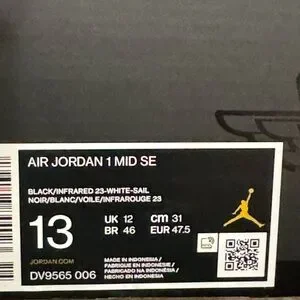 AIR JORDAN 1 MID SE
BLACK/INFRARED 23-WHITE-SAIL
NOIR/BLANC/VOILE/INFRAROUGE 23
13
UK 12 cm 31
BR 46 EUR 47.5
JORDAN.COM
DV9565 006
MADE IN INDONESIA/
FABRIQUE EN INDONESIE/
FABRICADO NA INDONÉSIA/
HECHO EN INDONESIA